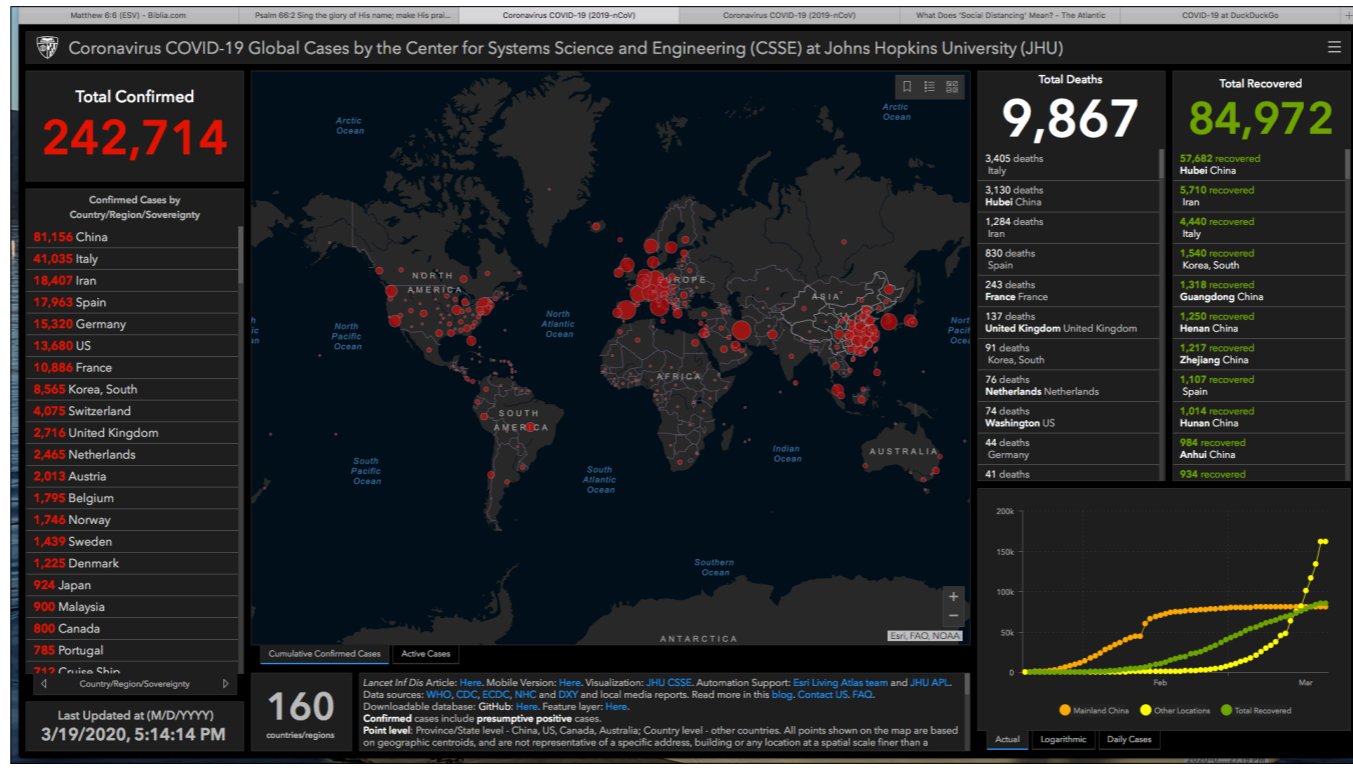 Matthew 6:6 (ESV) – Biblia.com
Psalm 66:2 Sing the glory of His name; make His prai...
Coronavirus COVID-19 (2019-nCoV)
Coronavirus COVID-19 (2019-nCoV)
What Does 'Social Distancing' Mean? - The Atlantic
COVID-19 at DuckDuckGo
Coronavirus COVID-19 Global Cases by the Center for Systems Science and Engineering (CSSE) at Johns Hopkins University (JHU)
Total Confirmed
242,714
Confirmed Cases by
Country/Region/Sovereignty
81,156 China
41,035 Italy
18,407 Iran
17,963 Spain
15,320 Germany
13,680 US
10,886 France
8,565 Korea, South
4,075 Switzerland
2,716 United Kingdom
2,465 Netherlands
2,013 Austria
1,795 Belgium
1,746 Norway
1,439 Sweden
1,225 Denmark
924 Japan
900 Malaysia
800 Canada
785 Portugal
712 Cruise Ship
Country/Region/Sovereignty
Last Updated at (M/D/YYYY)
3/19/2020, 5:14:14 PM
Arctic
Ocean
Arctic
Ocean
NORTH
AMERICA
EUROPE
ASIA
North
Pacific
Ocean
North
Atlantic
Ocean
AFRICA
SOUTH
AMERICA
Indian
Ocean
AUSTRALIA
South
Pacific
Ocean
South
Atlantic
Ocean
Southern
Ocean
ANTARCTICA
+
−
Esri, FAO, NOAA
Cumulative Confirmed Cases
Active Cases
160
countries/regions
Lancet Inf Dis Article: Here. Mobile Version: Here. Visualization: JHU CSSE. Automation Support: Esri Living Atlas team and JHU APL.
Data sources: WHO, CDC, ECDC, NHC and DXY and local media reports. Read more in this blog. Contact US. FAQ.
Downloadable database: GitHub: Here. Feature layer: Here.
Confirmed cases include presumptive positive cases.
Point level: Province/State level - China, US, Canada, Australia; Country level - other countries. All points shown on the map are based
on geographic centroids, and are not representative of a specific address, building or any location at a spatial scale finer than a
Total Deaths
9,867
3,405 deaths
Italy
3,130 deaths
Hubei China
1,284 deaths
Iran
830 deaths
Spain
243 deaths
France France
137 deaths
United Kingdom United Kingdom
91 deaths
Korea, South
76 deaths
Netherlands Netherlands
74 deaths
Washington US
44 deaths
Germany
41 deaths
Total Recovered
84,972
57,682 recovered
Hubei China
5,710 recovered
Iran
4,440 recovered
Italy
1,540 recovered
Korea, South
1,318 recovered
Guangdong China
1,250 recovered
Henan China
1,217 recovered
Zhejiang China
1,107 recovered
Spain
1,014 recovered
Hunan China
984 recovered
Anhui China
934 recovered
200k
150k
100k
50k
0
Feb
Mar
Mainland China
Other Locations
Total Recovered
Actual
Logarithmic
Daily Cases